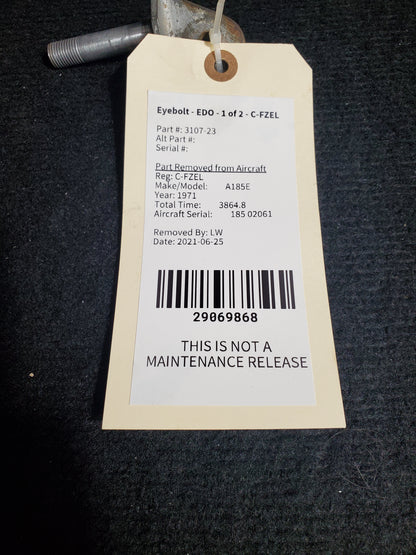 Eyebolt - EDO - 1 of 2 - C-FZEL
Part #: 3107-23
Alt Part #:
Serial #:
Part Removed from Aircraft
Reg: C-FZEL
Make/Model: A185E
Year: 1971
Total Time: 3864.8
Aircraft Serial: 185 02061
Removed By: LW
Date: 2021-06-25
29069868
THIS IS NOT A
MAINTENANCE RELEASE